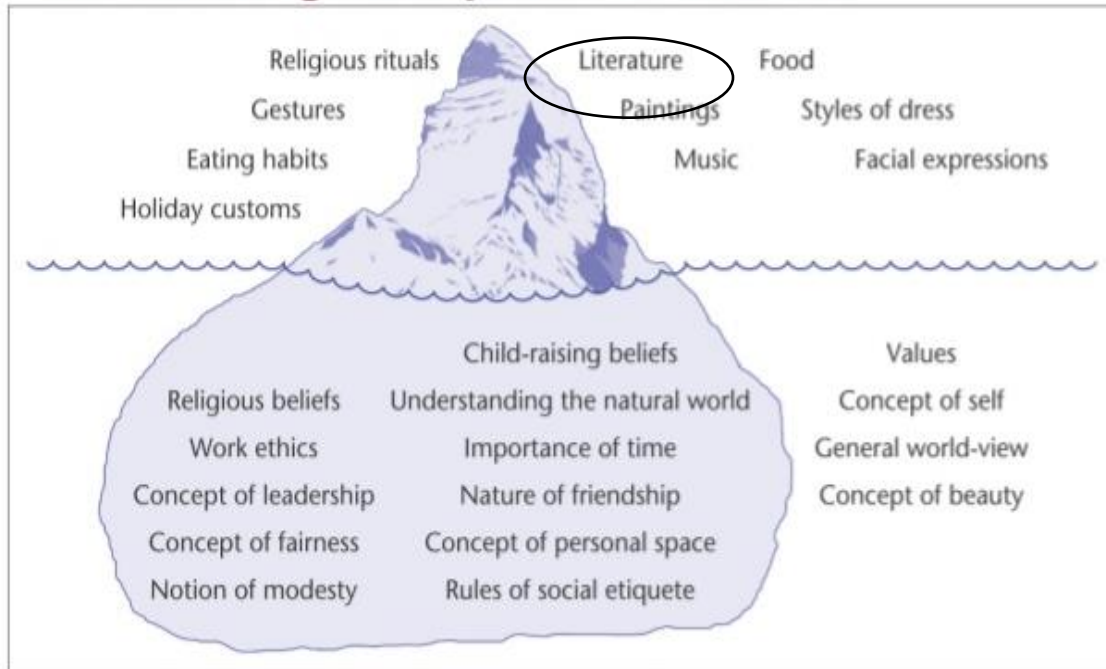 Religious rituals Literature Food
Gestures Paintings Styles of dress
Eating habits Music Facial expressions
Holiday customs
Child-raising beliefs Values
Religious beliefs Understanding the natural world Concept of self
Work ethics Importance of time General world-view
Concept of leadership Nature of friendship Concept of beauty
Concept of fairness Concept of personal space
Notion of modesty Rules of social etiquete